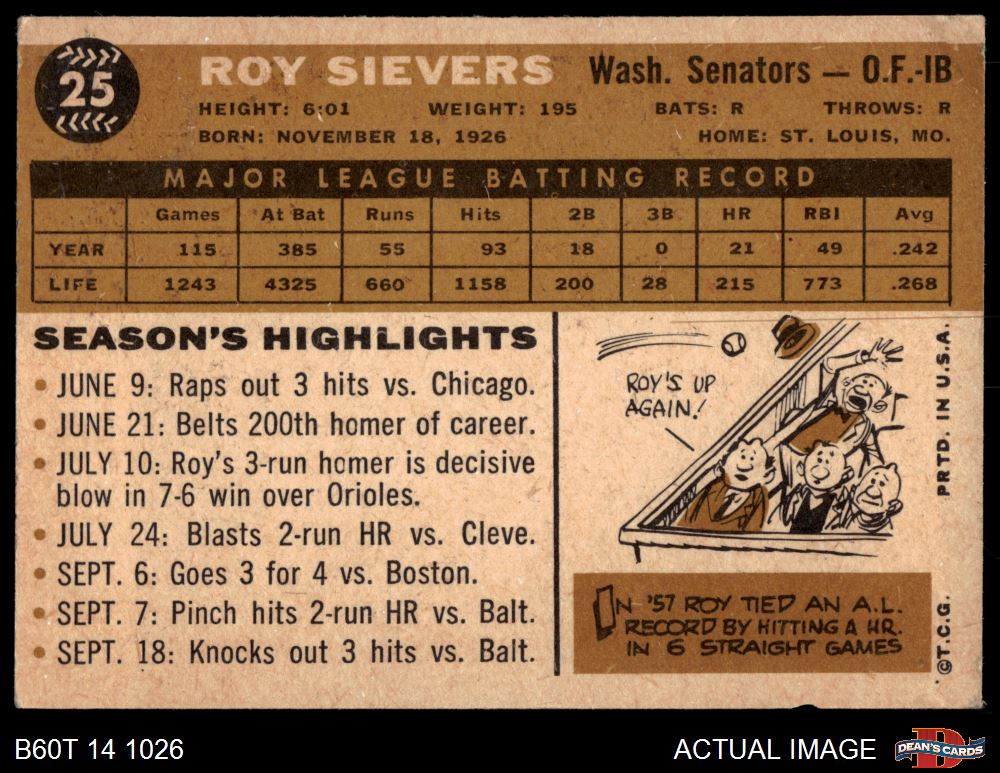 25
ROY SIEVERS Wash. Senators — O.F.-1B
HEIGHT: 6:01 WEIGHT: 195 BATS: R THROWS: R
BORN: NOVEMBER 18, 1926 HOME: ST. LOUIS, MO.
MAJOR LEAGUE BATTING RECORD
Games At Bat Runs Hits 2B 3B HR RBI Avg
YEAR 115 385 55 93 18 0 21 49 .242
LIFE 1243 4325 660 1158 200 28 215 773 .268
SEASON'S HIGHLIGHTS
• JUNE 9: Raps out 3 hits vs. Chicago.
• JUNE 21: Belts 200th homer of career.
• JULY 10: Roy's 3-run homer is decisive
blow in 7-6 win over Orioles.
• JULY 24: Blasts 2-run HR vs. Cleve.
• SEPT. 6: Goes 3 for 4 vs. Boston.
• SEPT. 7: Pinch hits 2-run HR vs. Balt.
• SEPT. 18: Knocks out 3 hits vs. Balt.
ROY'S UP
AGAIN!
IN '57 ROY TIED AN A.L.
RECORD BY HITTING A HR.
IN 6 STRAIGHT GAMES
PRTD. IN U.S.A.
©T.C.G.
B60T 14 1026
ACTUAL IMAGE
DEAN'S CARDS